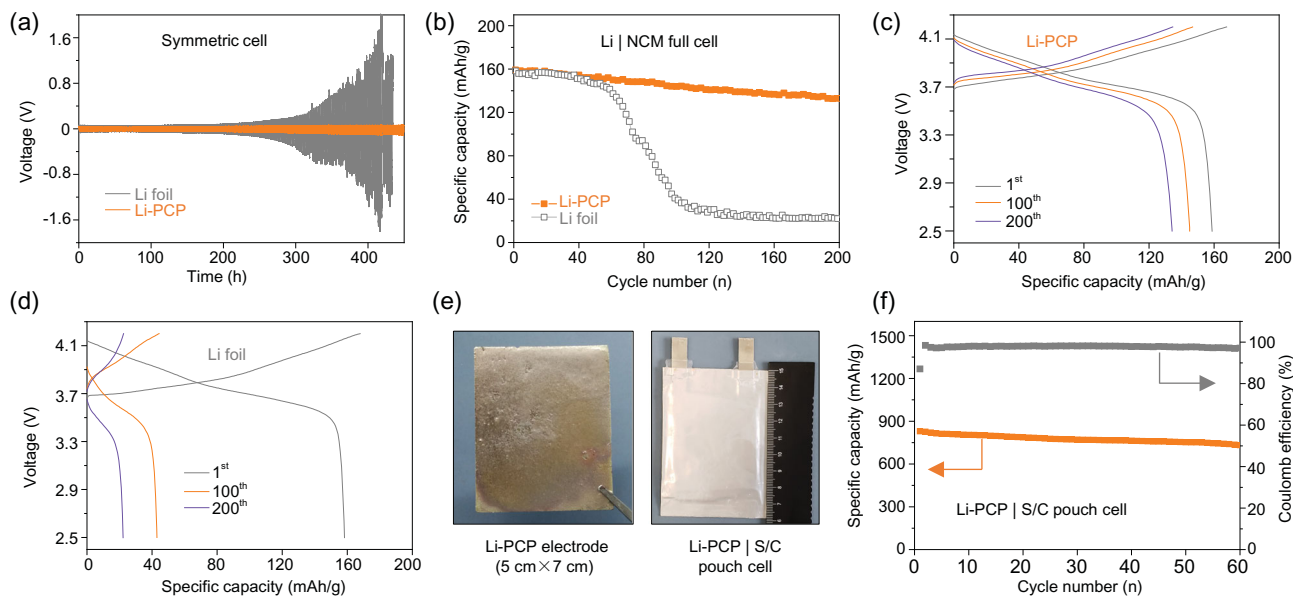 (a)
1.6
0.8
0
-0.8
-1.6
Voltage (V)
Symmetric cell
Li foil
Li-PCP
0
100
200
300
400
Time (h)
(b)
200
160
120
80
40
0
Specific capacity (mAh/g)
Li | NCM full cell
Li-PCP
Li foil
0
40
80
120
160
200
Cycle number (n)
(c)
4.1
3.7
3.3
2.9
2.5
Voltage (V)
Li-PCP
1st
100th
200th
0
40
80
120
160
200
Specific capacity (mAh/g)
(d)
4.1
3.7
3.3
2.9
2.5
Voltage (V)
Li foil
1st
100th
200th
0
40
80
120
160
200
Specific capacity (mAh/g)
(e)
Li-PCP electrode
(5 cm×7 cm)
Li-PCP | S/C
pouch cell
(f)
1500
1200
900
600
300
0
Specific capacity (mAh/g)
100
80
60
40
20
0
Coulomb efficiency (%)
Li-PCP | S/C pouch cell
0
10
20
30
40
50
60
Cycle number (n)